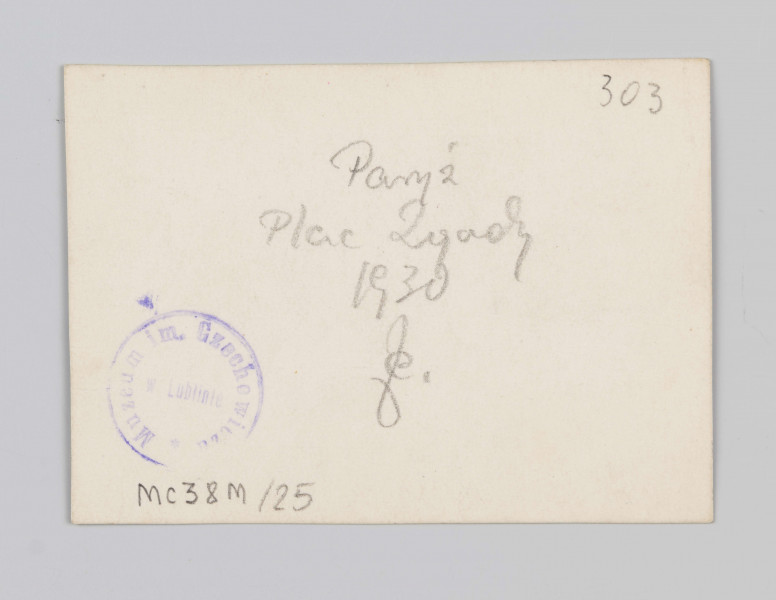 303
Paryż
Plac Zgody
1930
Muzeum im. Czechowicza
w Lublinie
MC38M/25